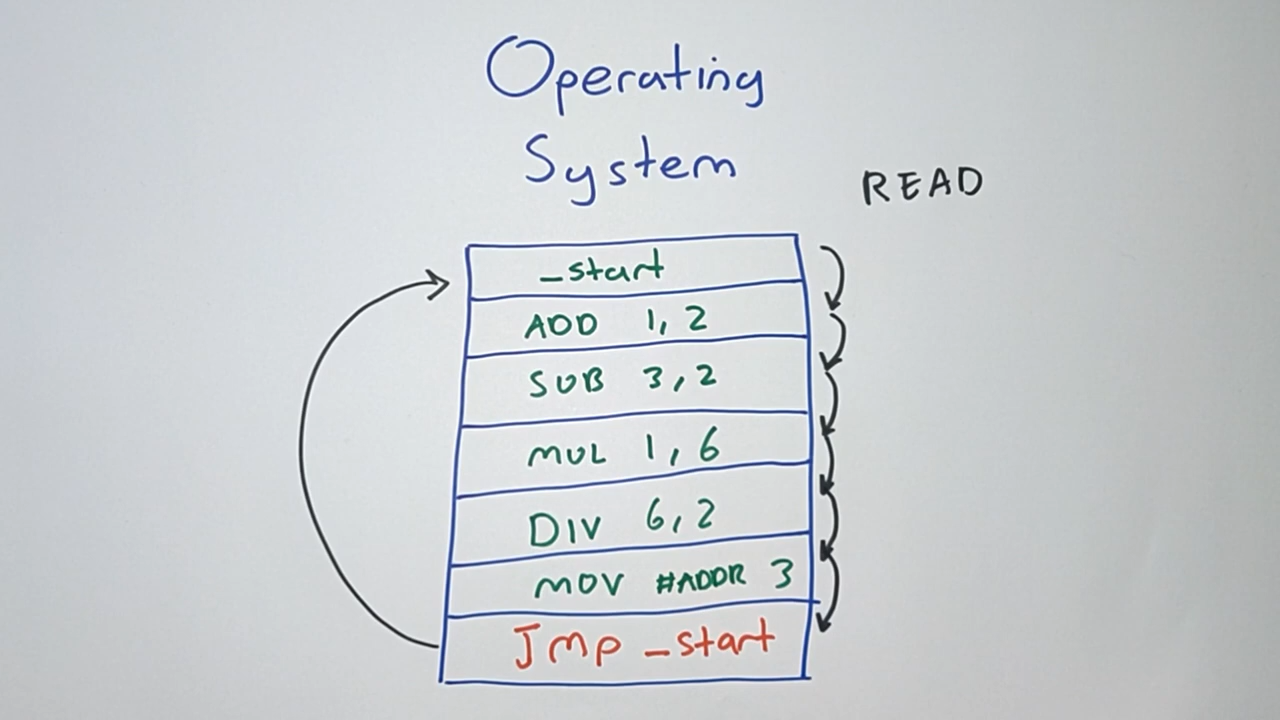 Operating
System
READ
_start
ADD 1, 2
SUB 3, 2
MUL 1, 6
DIV 6, 2
MOV #ADDR 3
Jmp _start